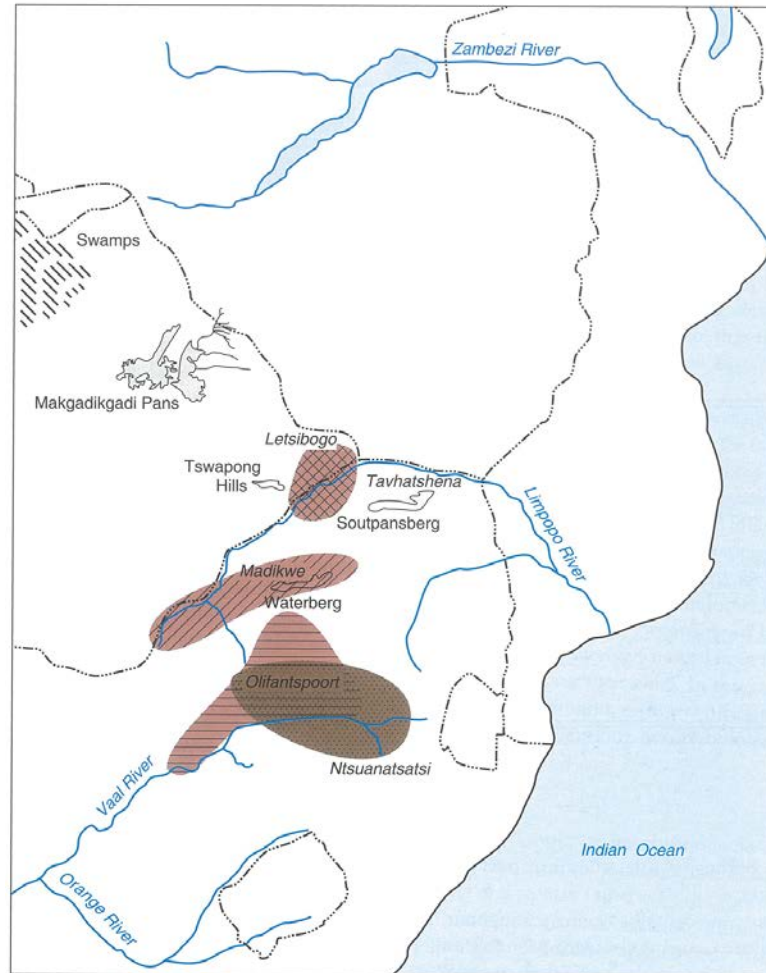 Zambezi River
Swamps
Makgadikgadi Pans
Letsibogo
Tswapong
Hills
Tavhatshena
Soutpansberg
Limpopo River
Madikwe
Waterberg
Olifantspoort
Ntsuanatsatsi
Vaal River
Orange River
Indian Ocean